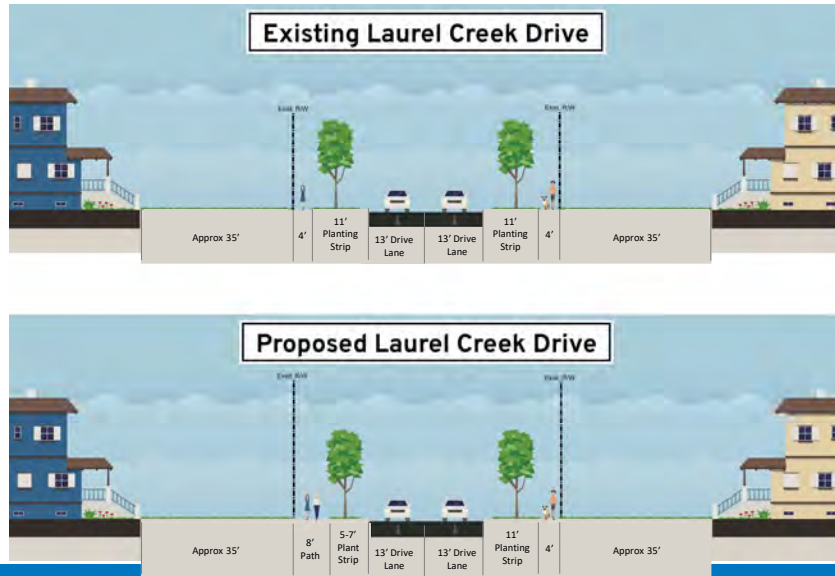 Existing Laurel Creek Drive
Exist. R/W
Exist. R/W
Approx 35’
4’
11’
Planting
Strip
13’ Drive
Lane
13’ Drive
Lane
11’
Planting
Strip
4’
Approx 35’
Proposed Laurel Creek Drive
Exist. R/W
Exist. R/W
Approx 35’
8’
Path
5-7’
Plant
Strip
13’ Drive
Lane
13’ Drive
Lane
11’
Planting
Strip
4’
Approx 35’